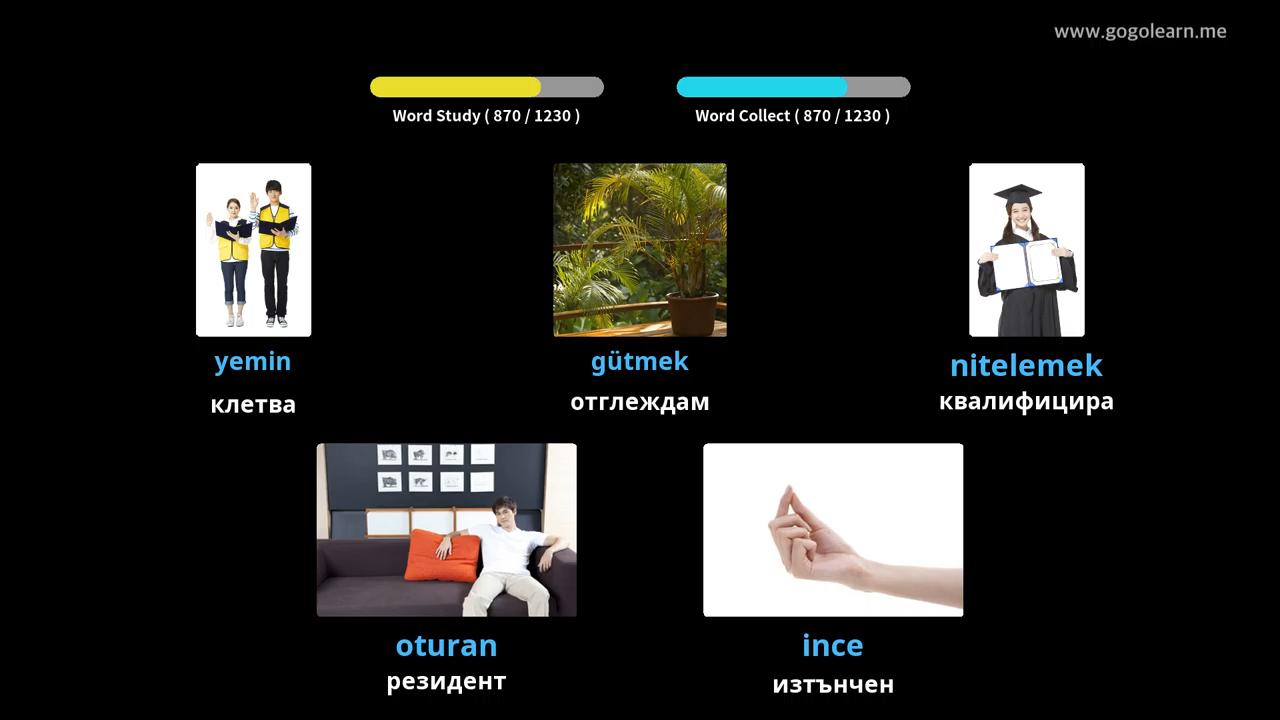 www.gogolearn.me
Word Study ( 870 / 1230 )
Word Collect ( 870 / 1230 )
yemin
клетва
gütmek
отглеждам
nitelemek
квалифицира
oturan
резидент
ince
изтънчен